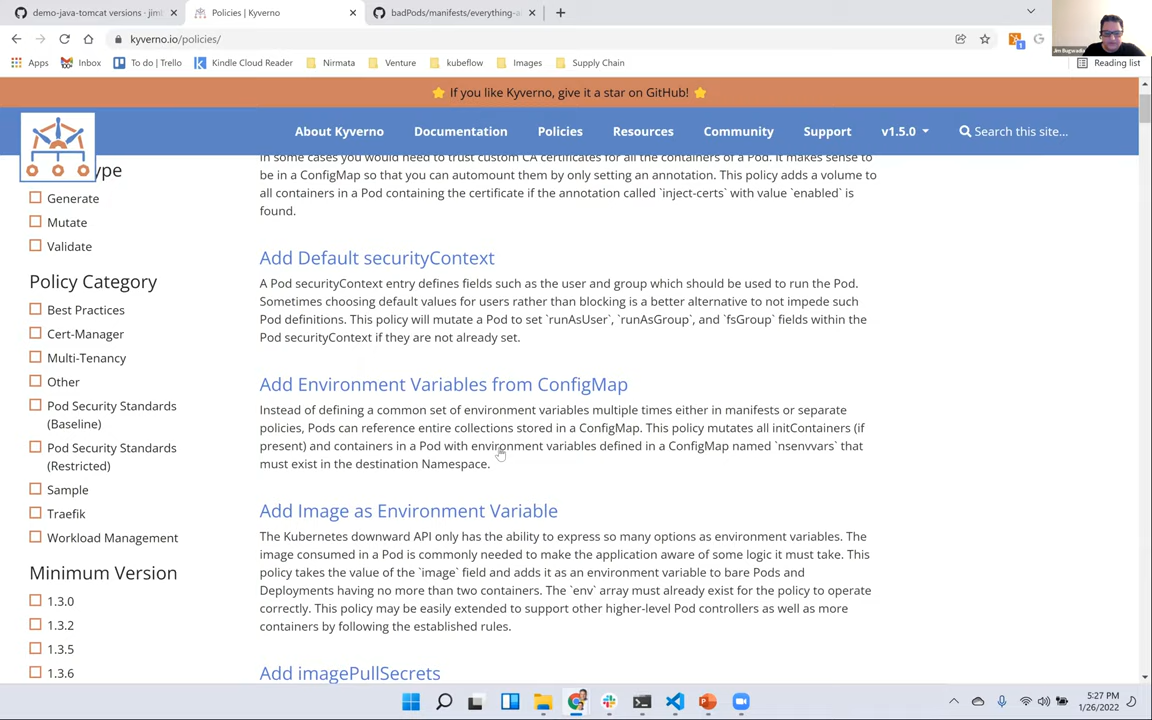 demo-java-tomcat versions · jiml
Policies | Kyverno
badPods/manifests/everything-a
kyverno.io/policies/
Apps
Inbox
To do | Trello
Kindle Cloud Reader
Nirmata
Venture
kubeflow
Images
Supply Chain
Reading list
Jim Bugwadia
⭐ If you like Kyverno, give it a star on GitHub! ⭐
About Kyverno
Documentation
Policies
Resources
Community
Support
v1.5.0
Search this site...
ype
Generate
Mutate
Validate
Policy Category
Best Practices
Cert-Manager
Multi-Tenancy
Other
Pod Security Standards
(Baseline)
Pod Security Standards
(Restricted)
Sample
Traefik
Workload Management
Minimum Version
1.3.0
1.3.2
1.3.5
1.3.6
In some cases you would need to trust custom CA certificates for all the containers of a Pod. It makes sense to
be in a ConfigMap so that you can automount them by only setting an annotation. This policy adds a volume to
all containers in a Pod containing the certificate if the annotation called `inject-certs` with value `enabled` is
found.
Add Default securityContext
A Pod securityContext entry defines fields such as the user and group which should be used to run the Pod.
Sometimes choosing default values for users rather than blocking is a better alternative to not impede such
Pod definitions. This policy will mutate a Pod to set `runAsUser`, `runAsGroup`, and `fsGroup` fields within the
Pod securityContext if they are not already set.
Add Environment Variables from ConfigMap
Instead of defining a common set of environment variables multiple times either in manifests or separate
policies, Pods can reference entire collections stored in a ConfigMap. This policy mutates all initContainers (if
present) and containers in a Pod with environment variables defined in a ConfigMap named `nsenvvars` that
must exist in the destination Namespace.
Add Image as Environment Variable
The Kubernetes downward API only has the ability to express so many options as environment variables. The
image consumed in a Pod is commonly needed to make the application aware of some logic it must take. This
policy takes the value of the `image` field and adds it as an environment variable to bare Pods and
Deployments having no more than two containers. The `env` array must already exist for the policy to operate
correctly. This policy may be easily extended to support other higher-level Pod controllers as well as more
containers by following the established rules.
Add imagePullSecrets
5:27 PM
1/26/2022